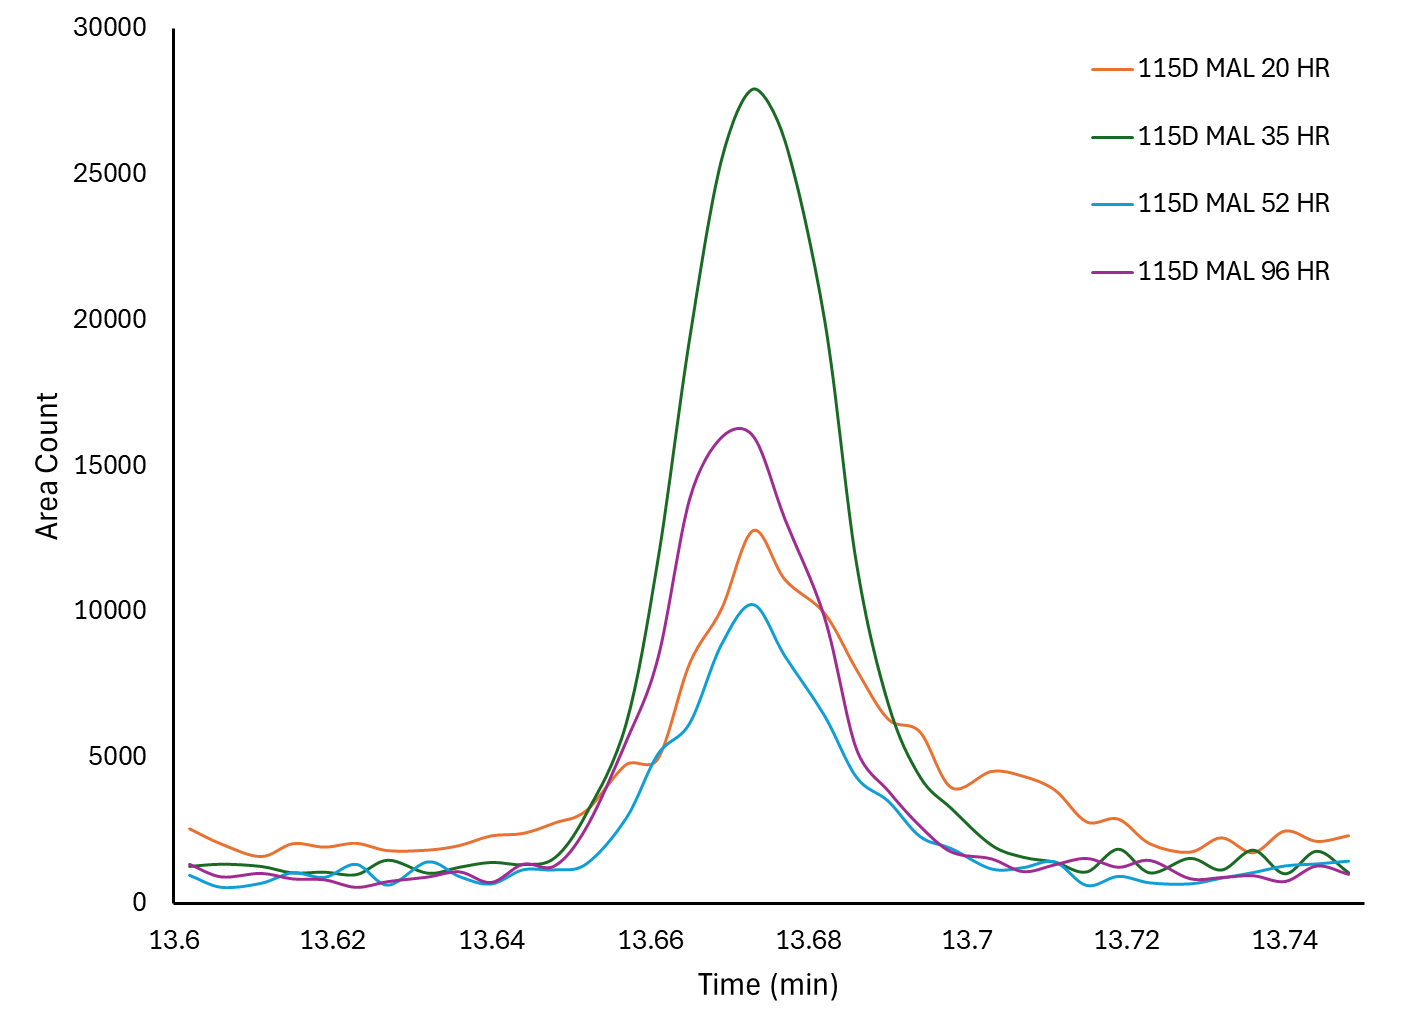 30000
25000
20000
15000
10000
5000
0
Area Count
13.6 13.62 13.64 13.66 13.68 13.7 13.72 13.74
Time (min)
115D MAL 20 HR
115D MAL 35 HR
115D MAL 52 HR
115D MAL 96 HR